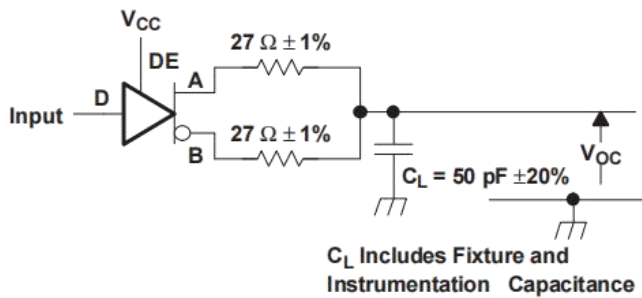 VCC
DE
27 Ω ± 1%
A
D
Input
27 Ω ± 1%
B
VOC
CL = 50 pF ±20%
CL Includes Fixture and
Instrumentation Capacitance